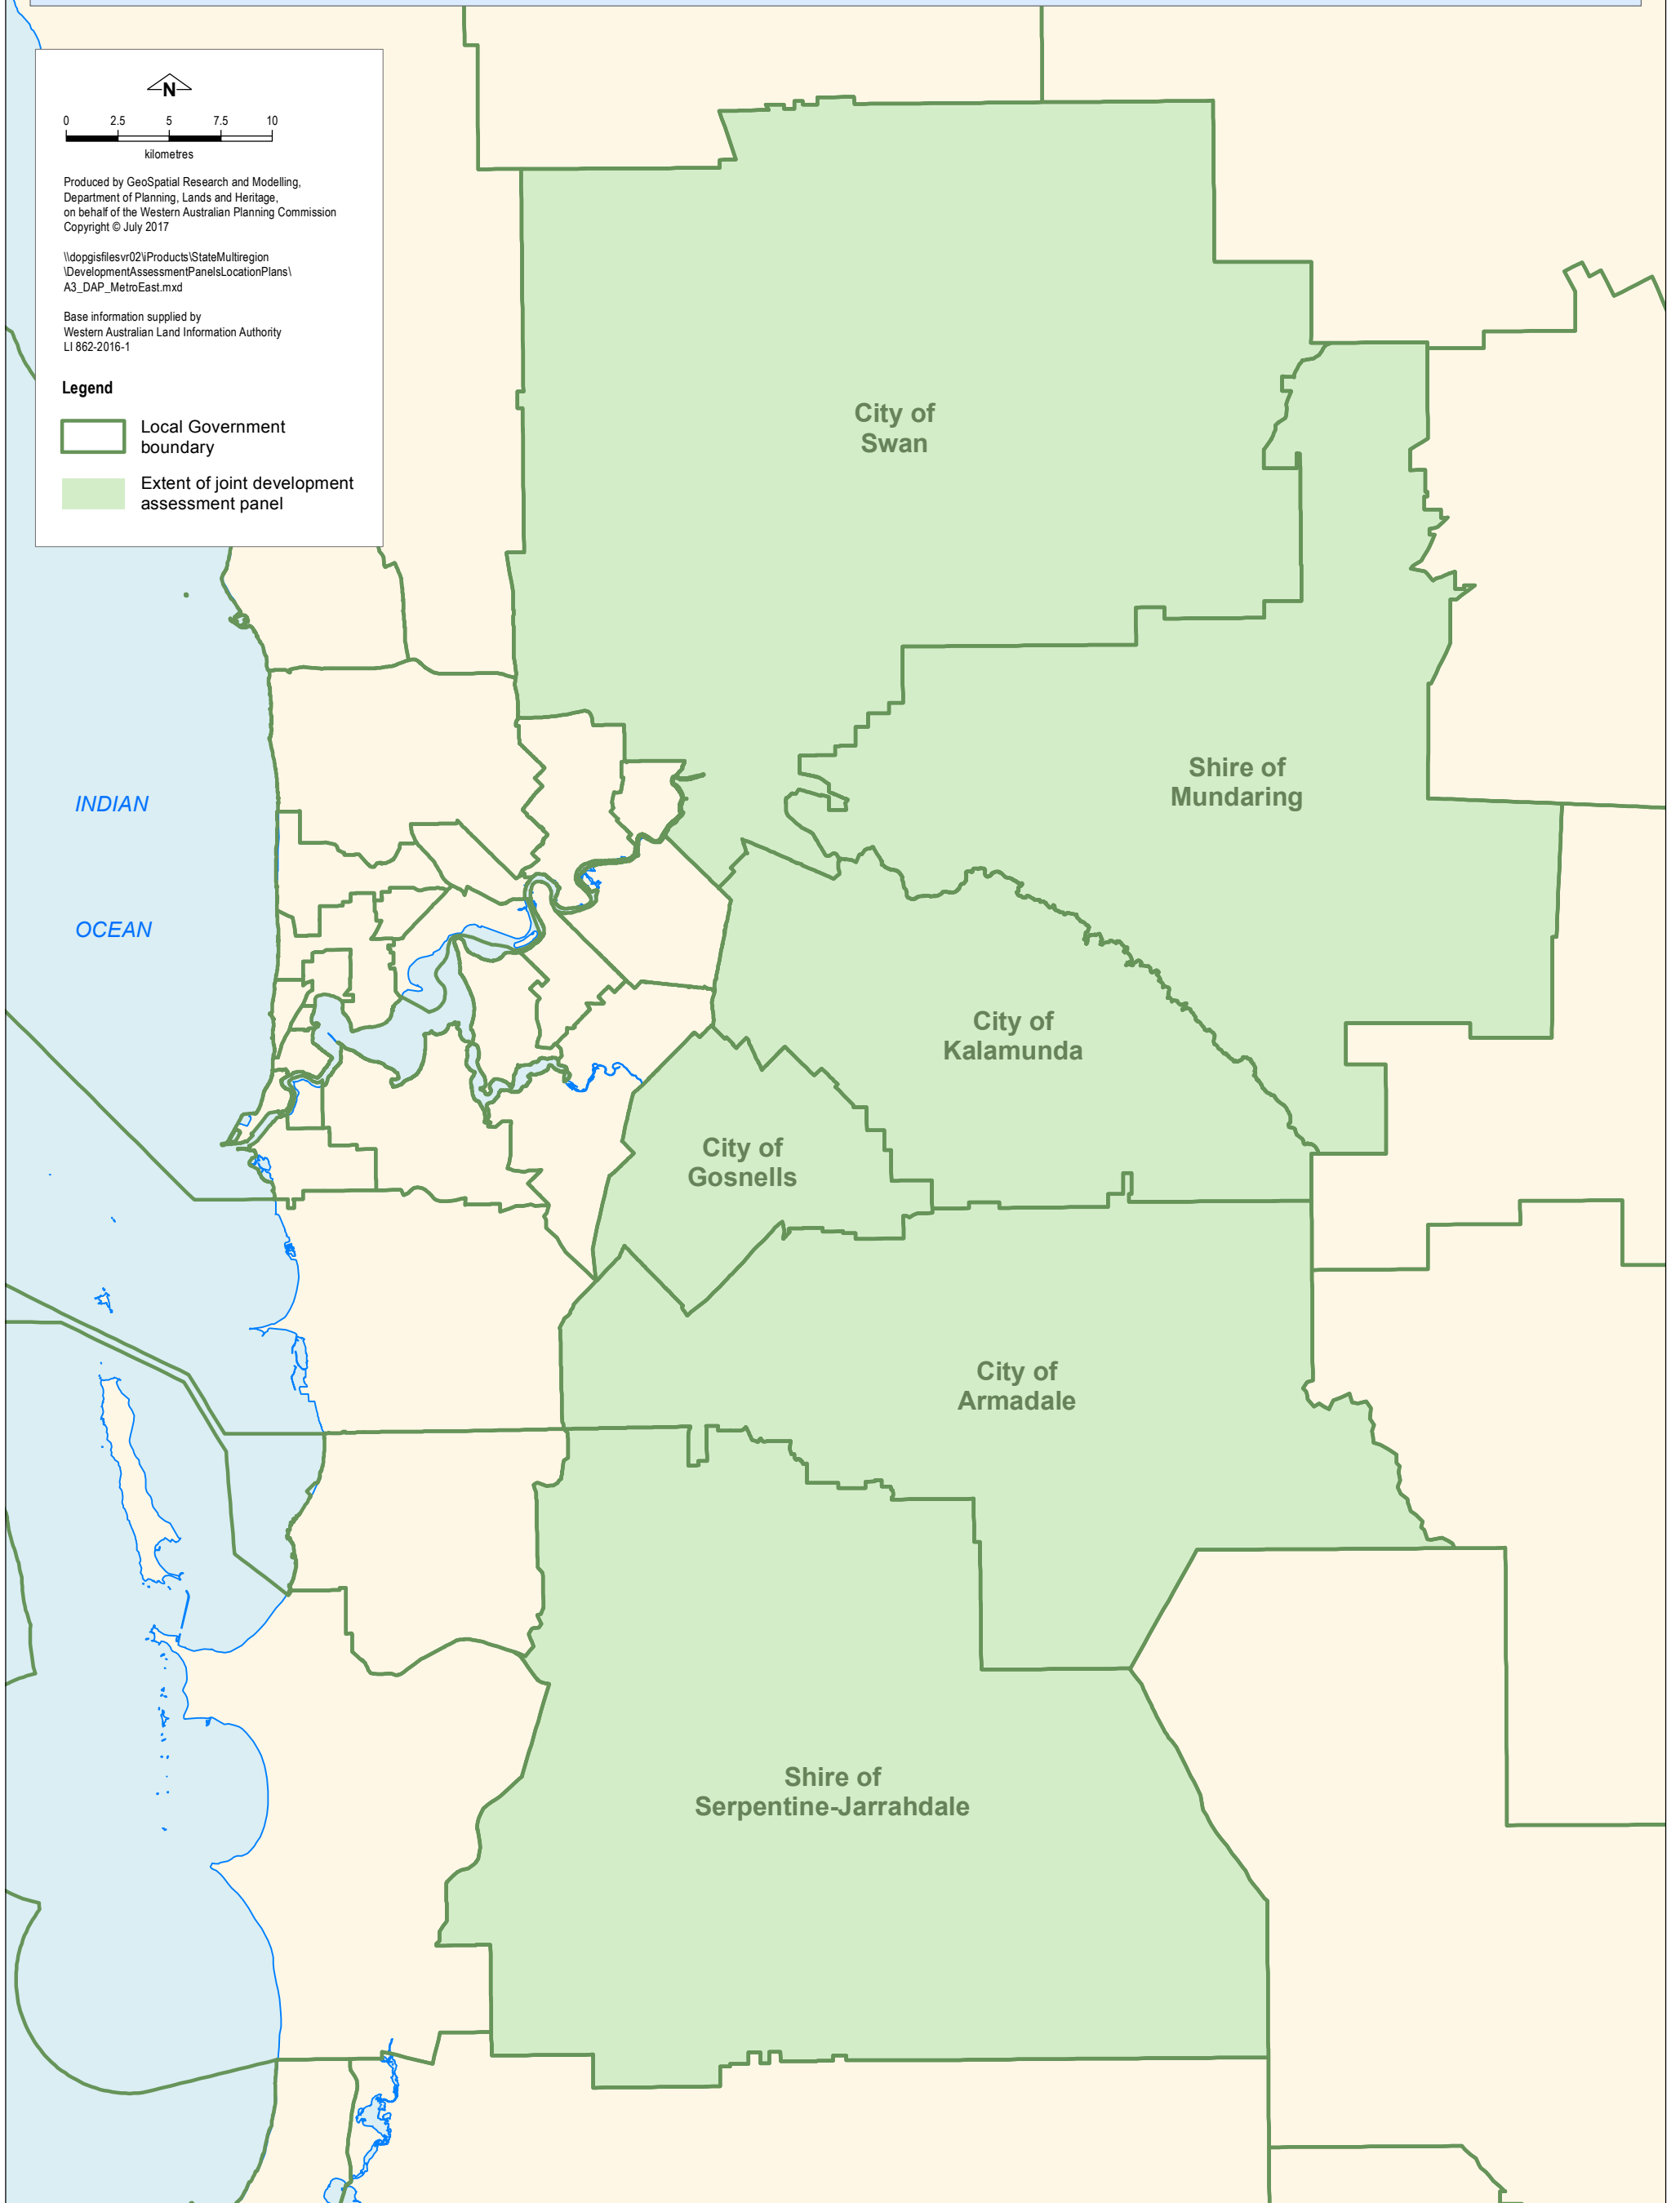 N
0 2.5 5 7.5 10
kilometres
Produced by GeoSpatial Research and Modelling,
Department of Planning, Lands and Heritage,
on behalf of the Western Australian Planning Commission
Copyright © July 2017
\\dopgisfilesvr02\iProducts\StateMultiregion
\DevelopmentAssessmentPanelsLocationPlans\
A3_DAP_MetroEast.mxd
Base information supplied by
Western Australian Land Information Authority
LI 862-2016-1
Legend
Local Government
boundary
Extent of joint development
assessment panel
City of
Swan
Shire of
Mundaring
INDIAN
OCEAN
City of
Kalamunda
City of
Gosnells
City of
Armadale
Shire of
Serpentine-Jarrahdale